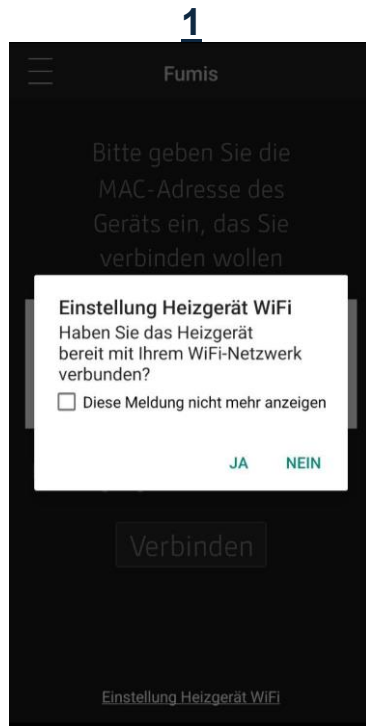 1
Fumis
Bitte geben Sie die
MAC-Adresse des
Geräts ein, das Sie
verbinden wollen
Einstellung Heizgerät WiFi
Haben Sie das Heizgerät
bereit mit Ihrem WiFi-Netzwerk
verbunden?
Diese Meldung nicht mehr anzeigen
JA NEIN
Verbinden
Einstellung Heizgerät WiFi